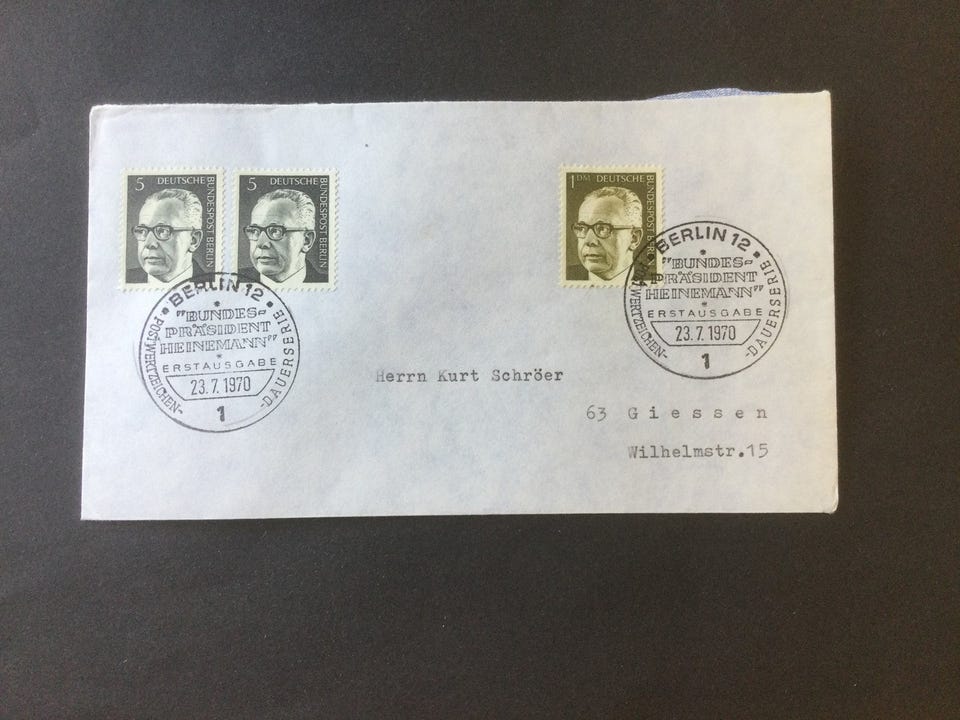 5 DEUTSCHE BUNDESPOST BERLIN
5 DEUTSCHE BUNDESPOST BERLIN
1 DM DEUTSCHE BUNDESPOST BERLIN
• BERLIN 12 •
"BUNDES-
PRÄSIDENT
HEINEMANN"
ERSTAUSGABE
23.7.1970
1
POSTWERTZEICHEN-
-DAUERSERIE
• BERLIN 12 •
"BUNDES-
PRÄSIDENT
HEINEMANN"
ERSTAUSGABE
23.7.1970
1
POSTWERTZEICHEN-
-DAUERSERIE
Herrn Kurt Schröer
63 Giessen
Wilhelmstr.15